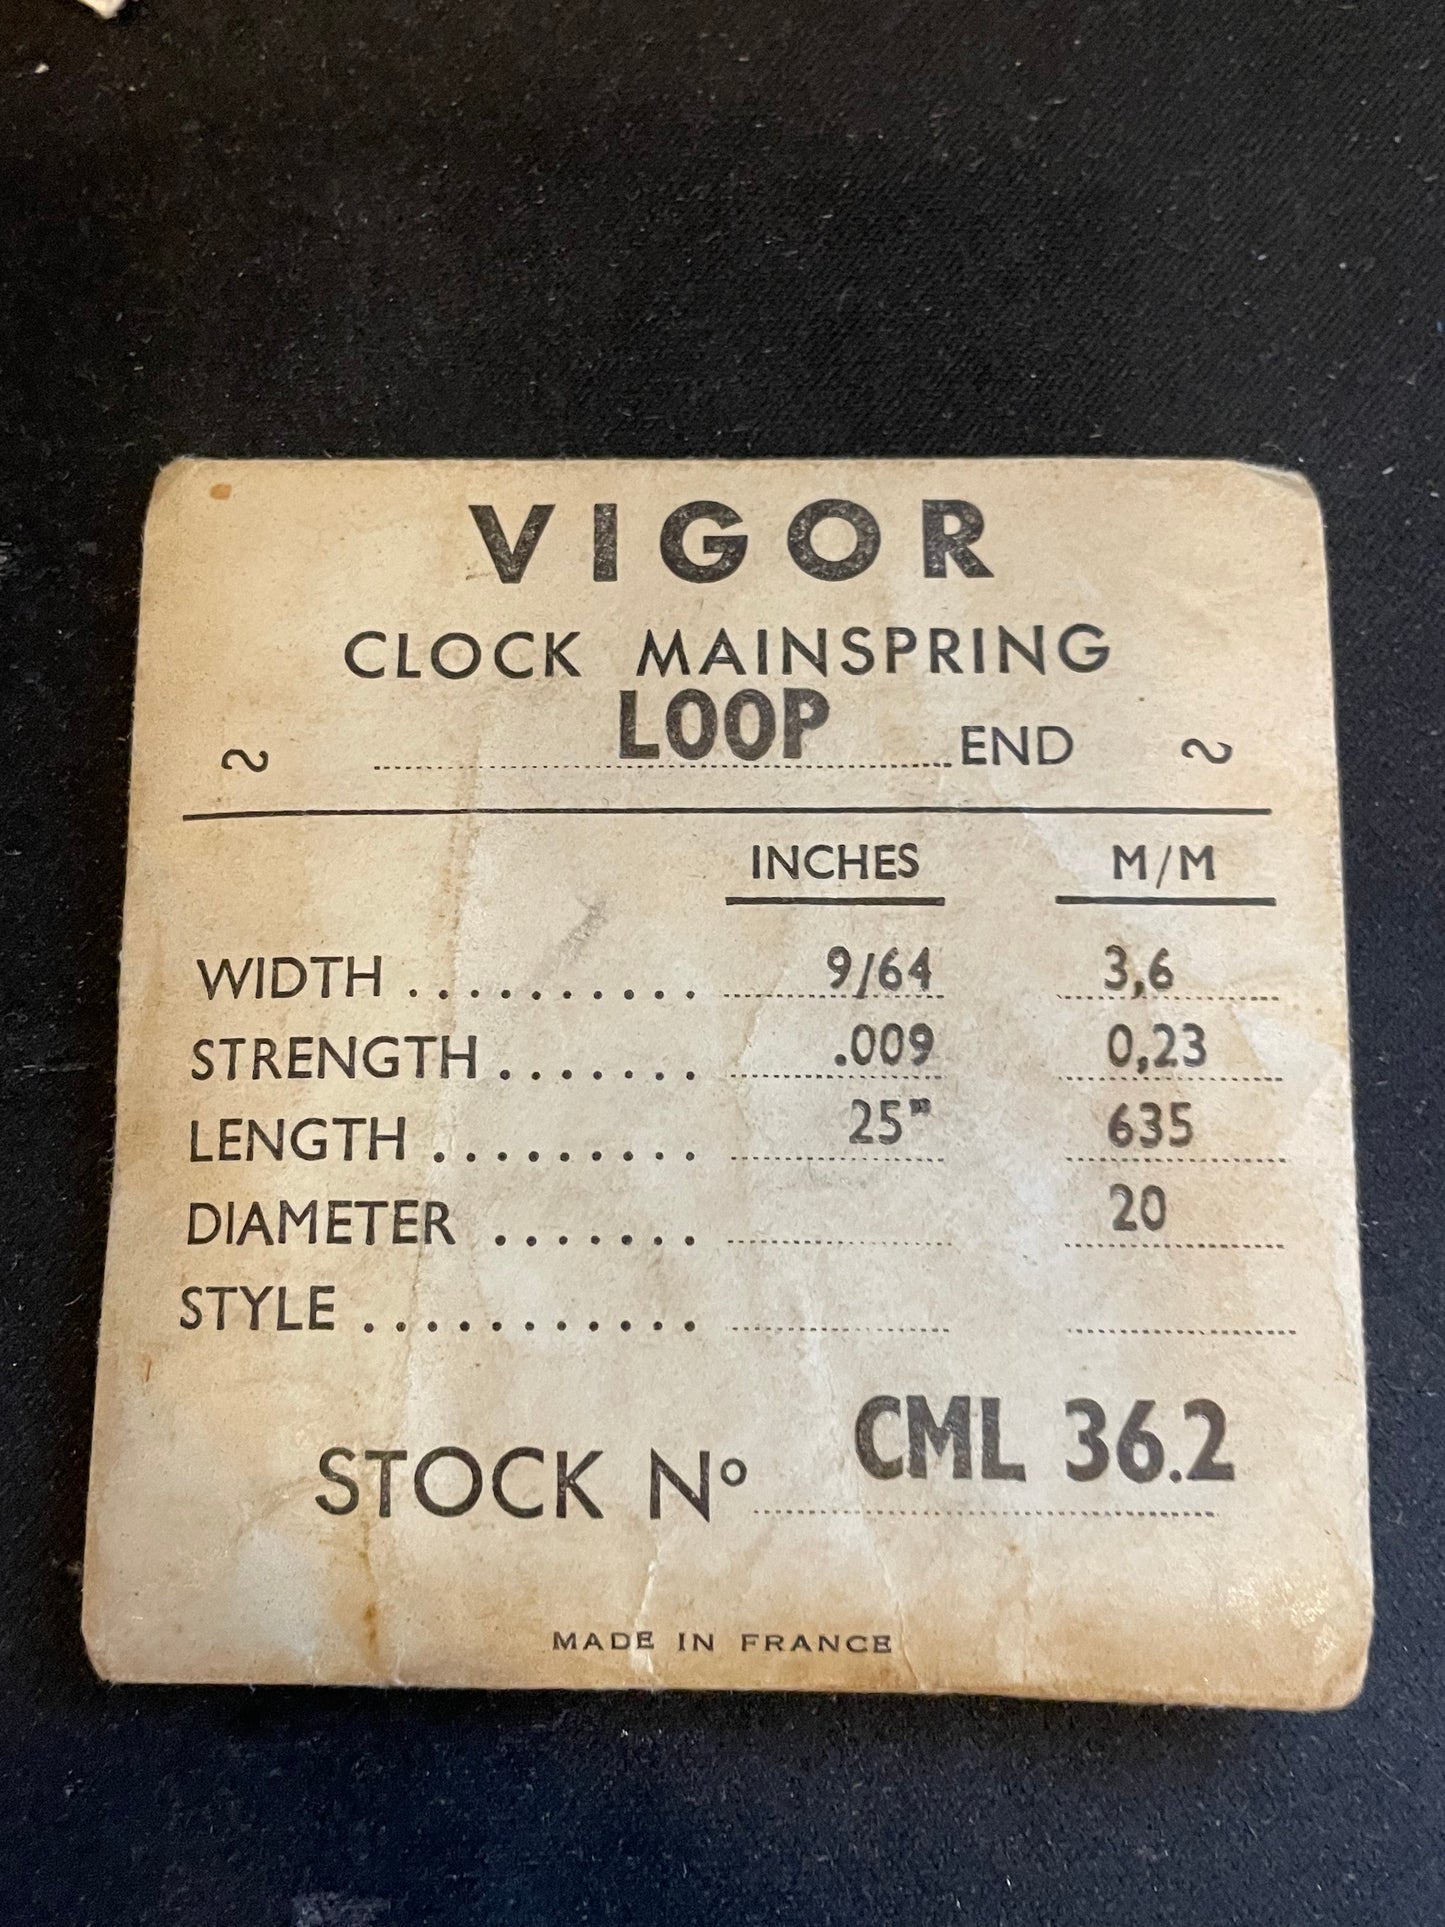 VIGOR
CLOCK MAINSPRING
~ LOOP END ~
INCHES M/M
WIDTH .......... 9/64 3,6
STRENGTH ....... .009 0,23
LENGTH ......... 25" 635
DIAMETER ....... 20
STYLE ............
STOCK Nº CML 36.2
MADE IN FRANCE